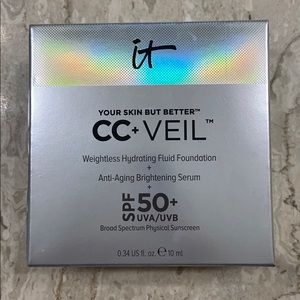 it
YOUR SKIN BUT BETTER™
CC+ VEIL™
Weightless Hydrating Fluid Foundation
+
Anti-Aging Brightening Serum
+
SPF 50+
UVA/UVB
Broad Spectrum Physical Sunscreen
0.34 US fl. oz. ℮ 10 ml